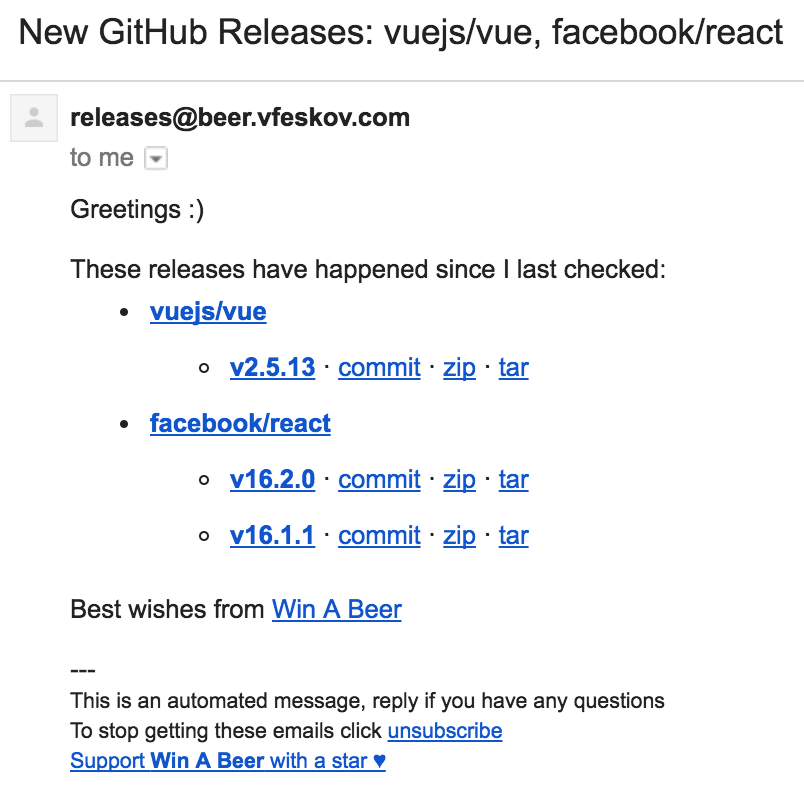 New GitHub Releases: vuejs/vue, facebook/react
releases@beer.vfeskov.com
to me
Greetings :)
These releases have happened since I last checked:
• vuejs/vue
○ v2.5.13 · commit · zip · tar
• facebook/react
○ v16.2.0 · commit · zip · tar
○ v16.1.1 · commit · zip · tar
Best wishes from Win A Beer
---
This is an automated message, reply if you have any questions
To stop getting these emails click unsubscribe
Support Win A Beer with a star ♥